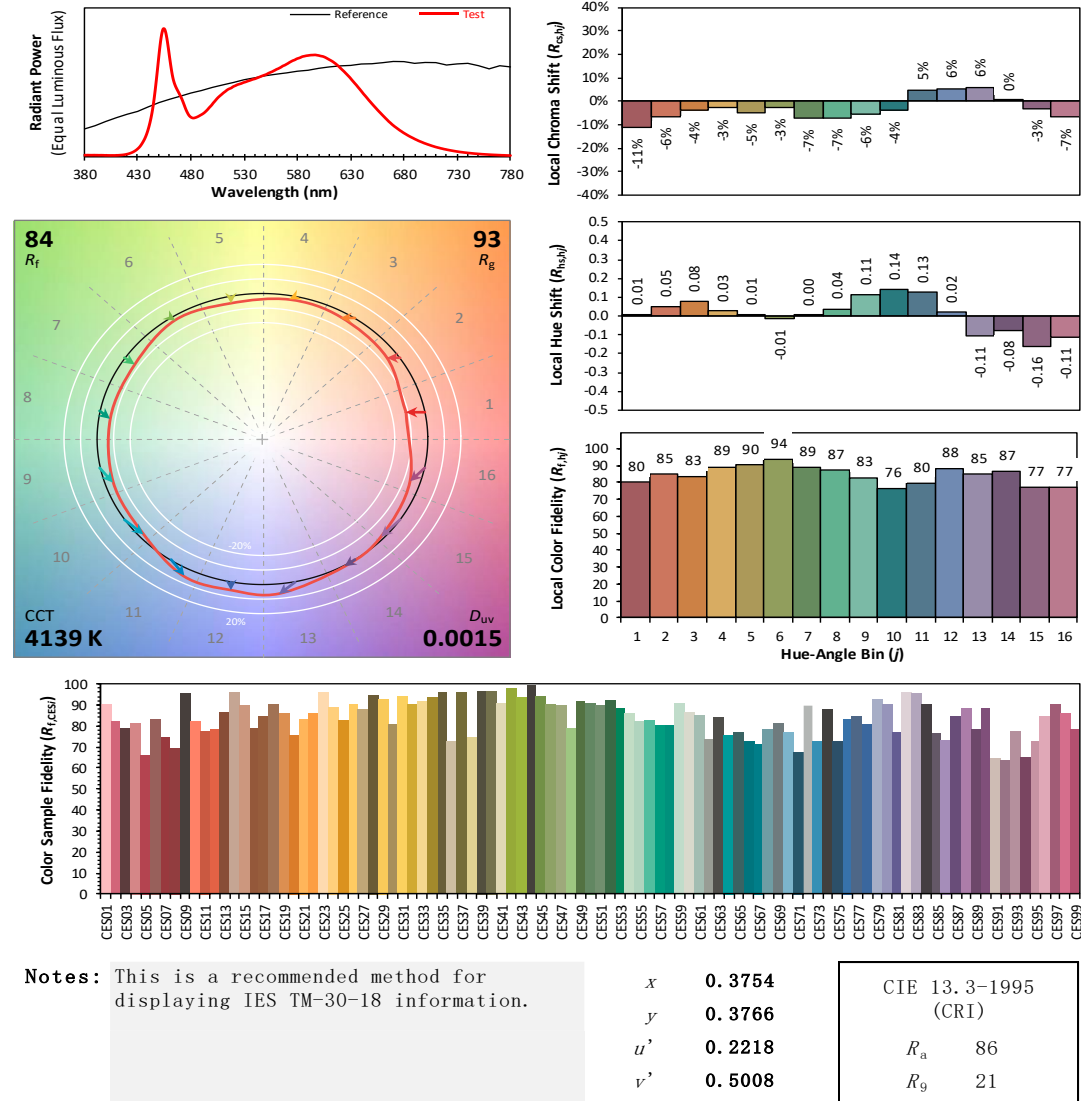 Reference
Test
Radiant Power
(Equal Luminous Flux)
380 430 480 530 580 630 680 730 780
Wavelength (nm)
Local Chroma Shift (Rcs,hj)
40%
30%
20%
10%
0%
-10%
-20%
-30%
-40%
-11% -6% -4% -3% -5% -3% -7% -7% -6% -4% 5% 6% 6% 0% -3% -7%
84
Rf
93
Rg
1
2
3
4
5
6
7
8
9
10
11
12
13
14
15
16
-20%
20%
CCT
4139 K
Duv
0.0015
Local Hue Shift (Rhs,hj)
0.5
0.4
0.3
0.2
0.1
0.0
-0.1
-0.2
-0.3
-0.4
-0.5
0.01 0.05 0.08 0.03 0.01 -0.01 0.00 0.04 0.11 0.14 0.13 0.02 -0.11 -0.08 -0.16 -0.11
Local Color Fidelity (Rf,hj)
100
90
80
70
60
50
40
30
20
10
0
80 85 83 89 90 94 89 87 83 76 80 88 85 87 77 77
1 2 3 4 5 6 7 8 9 10 11 12 13 14 15 16
Hue-Angle Bin (j)
Color Sample Fidelity (Rf,CESi)
100
90
80
70
60
50
40
30
20
10
0
CES01 CES03 CES05 CES07 CES09 CES11 CES13 CES15 CES17 CES19 CES21 CES23 CES25 CES27 CES29 CES31 CES33 CES35 CES37 CES39 CES41 CES43 CES45 CES47 CES49 CES51 CES53 CES55 CES57 CES59 CES61 CES63 CES65 CES67 CES69 CES71 CES73 CES75 CES77 CES79 CES81 CES83 CES85 CES87 CES89 CES91 CES93 CES95 CES97 CES99
Notes: This is a recommended method for
displaying IES TM-30-18 information.
x 0.3754
y 0.3766
u' 0.2218
v' 0.5008
CIE 13.3-1995
(CRI)
Ra 86
R9 21